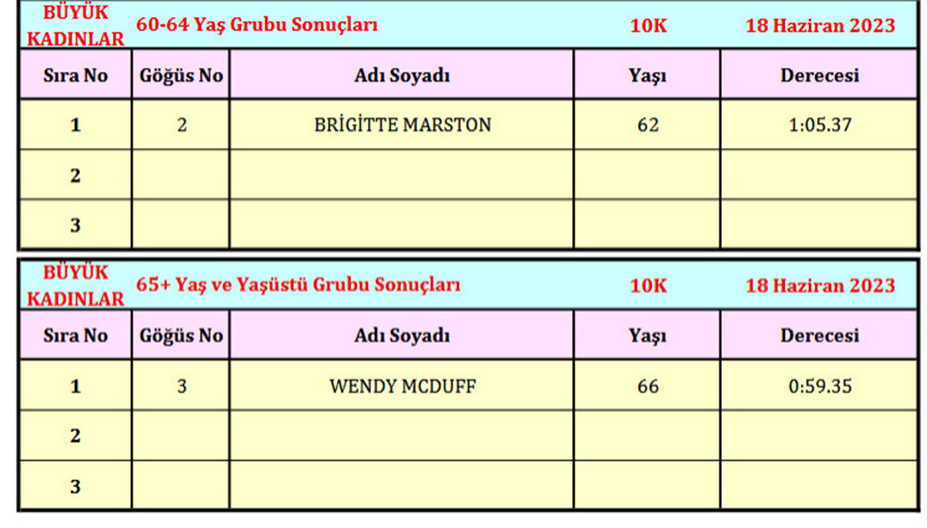 BÜYÜK KADINLAR 60-64 Yaş Grubu Sonuçları 10K 18 Haziran 2023
Sıra No Göğüs No Adı Soyadı Yaşı Derecesi
1 2 BRİGİTTE MARSTON 62 1:05.37
2
3
BÜYÜK KADINLAR 65+ Yaş ve Yaşüstü Grubu Sonuçları 10K 18 Haziran 2023
Sıra No Göğüs No Adı Soyadı Yaşı Derecesi
1 3 WENDY MCDUFF 66 0:59.35
2
3